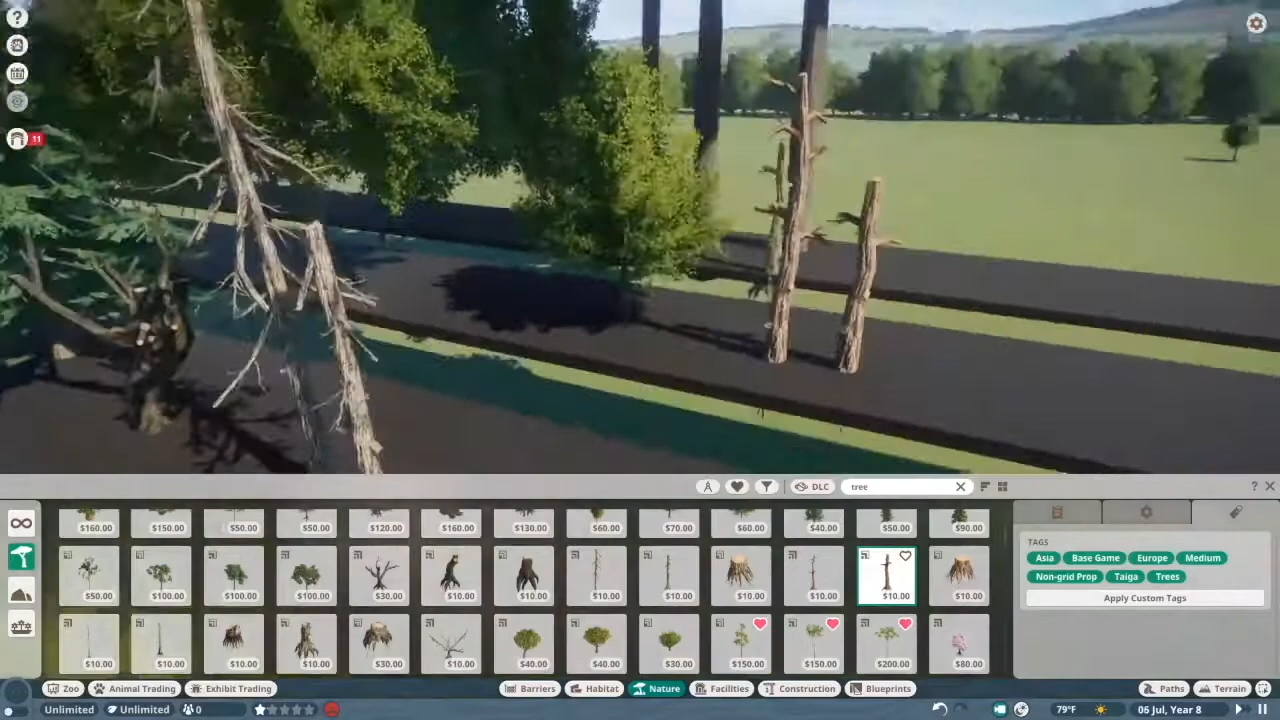 ?
11
DLC
tree
?
$160.00 $150.00 $50.00 $50.00 $120.00 $160.00 $130.00 $60.00 $70.00 $60.00 $40.00 $50.00 $90.00
TAGS
$50.00 $100.00 $100.00 $100.00 $30.00 $10.00 $10.00 $10.00 $10.00 $10.00 $10.00 $10.00 $10.00
Asia Base Game Europe Medium
Non-grid Prop Taiga Trees
Apply Custom Tags
$10.00 $10.00 $10.00 $10.00 $30.00 $10.00 $40.00 $40.00 $30.00 $150.00 $150.00 $200.00 $80.00
Zoo Animal Trading Exhibit Trading Barriers Habitat Nature Facilities Construction Blueprints Paths Terrain
Unlimited Unlimited 0 79°F 06 Jul, Year 8